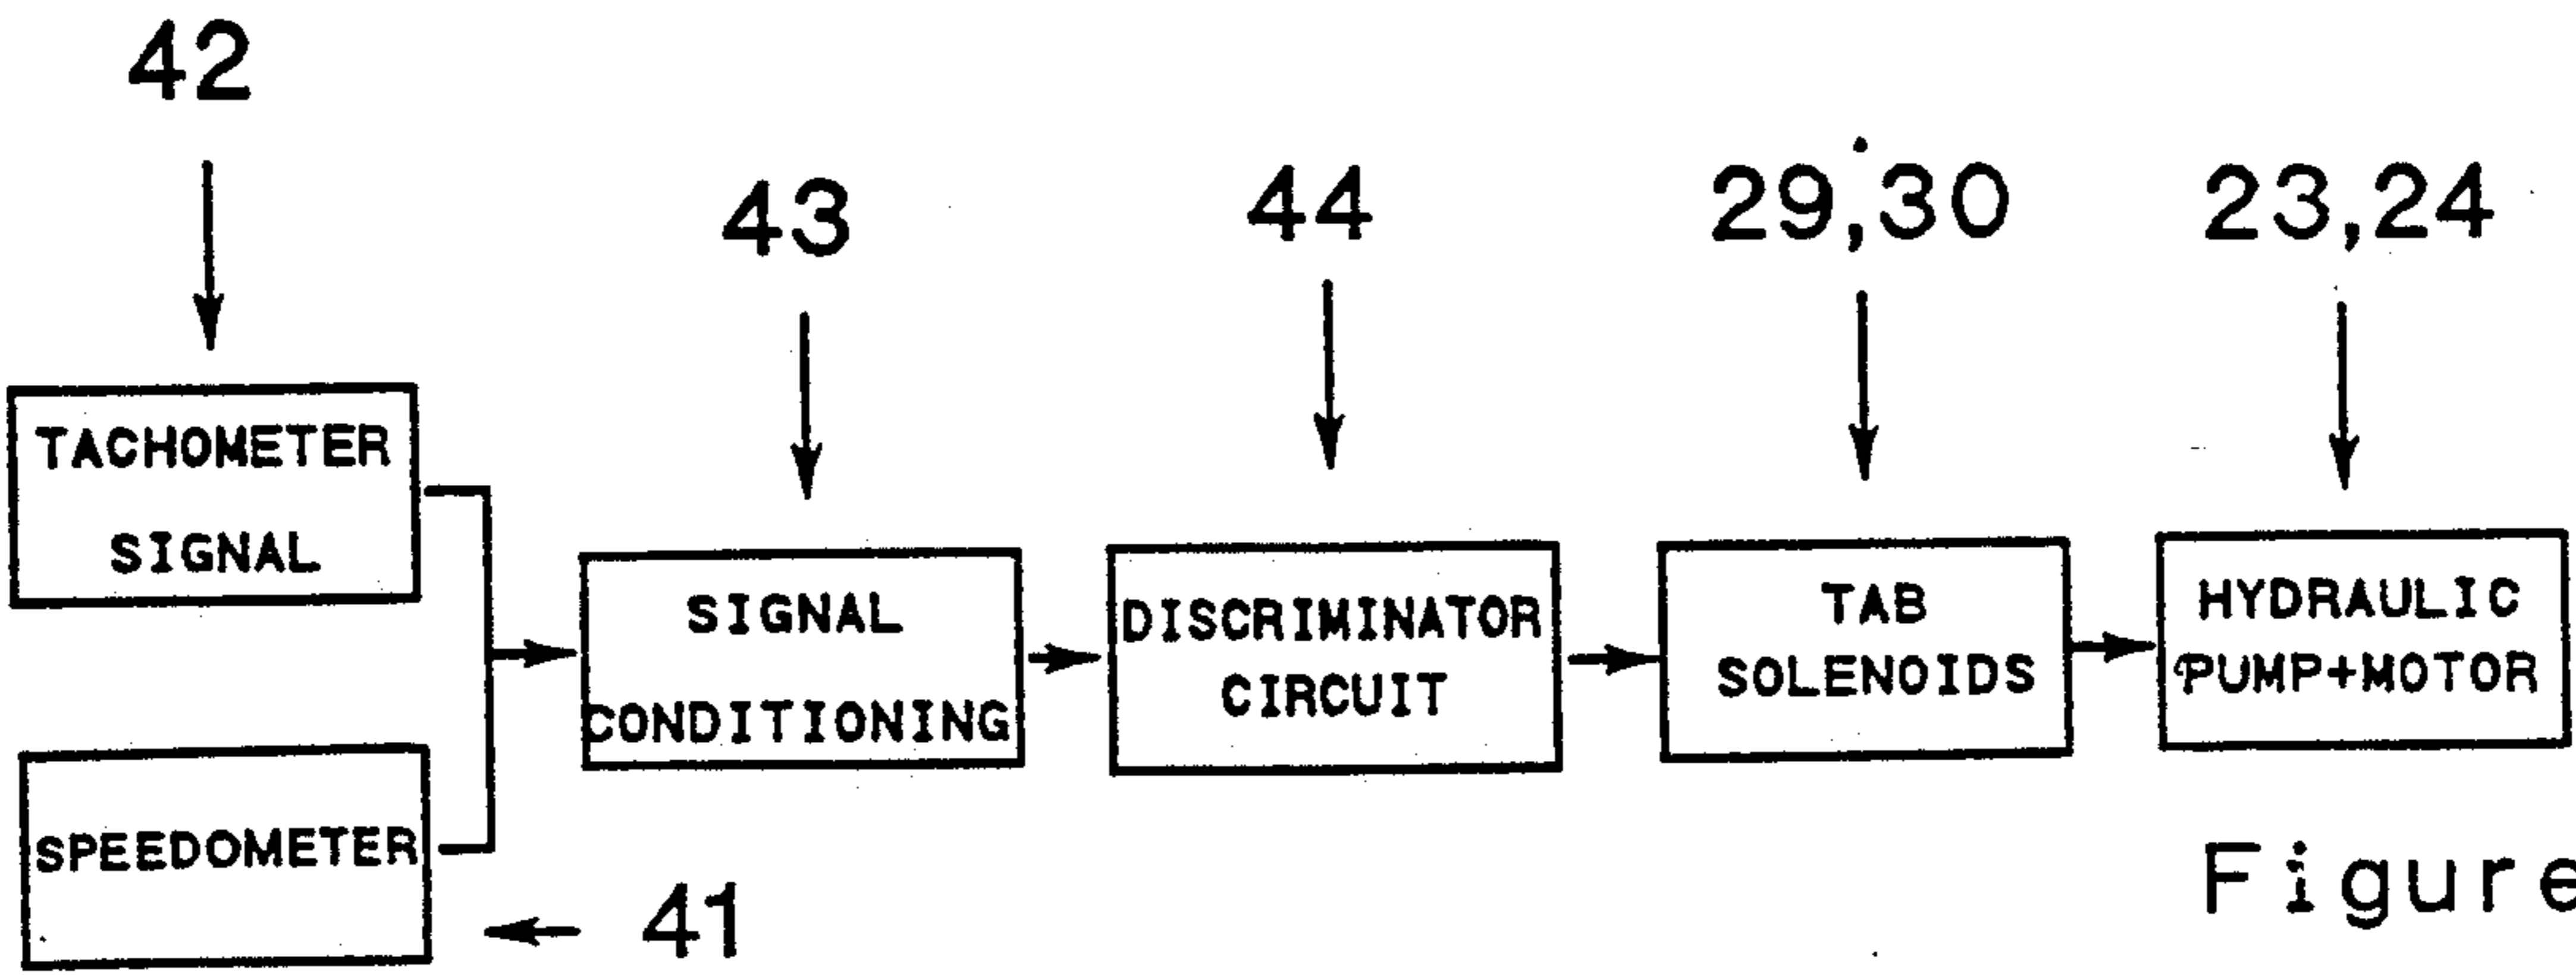 42
43
44
29,30
23,24
TACHOMETER
SIGNAL
SIGNAL
CONDITIONING
DISCRIMINATOR
CIRCUIT
TAB
SOLENOIDS
HYDRAULIC
PUMP+MOTOR
SPEEDOMETER
41
Figure